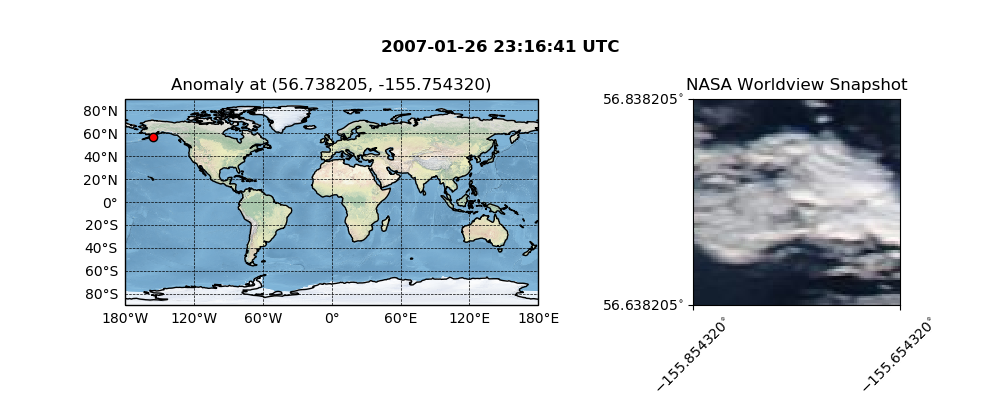 2007-01-26 23:16:41 UTC
Anomaly at (56.738205, -155.754320)
NASA Worldview Snapshot
80°N
60°N
40°N
20°N
0°
20°S
40°S
60°S
80°S
180°W 120°W 60°W 0° 60°E 120°E 180°E
56.838205°
56.638205°
−155.854320°
−155.654320°